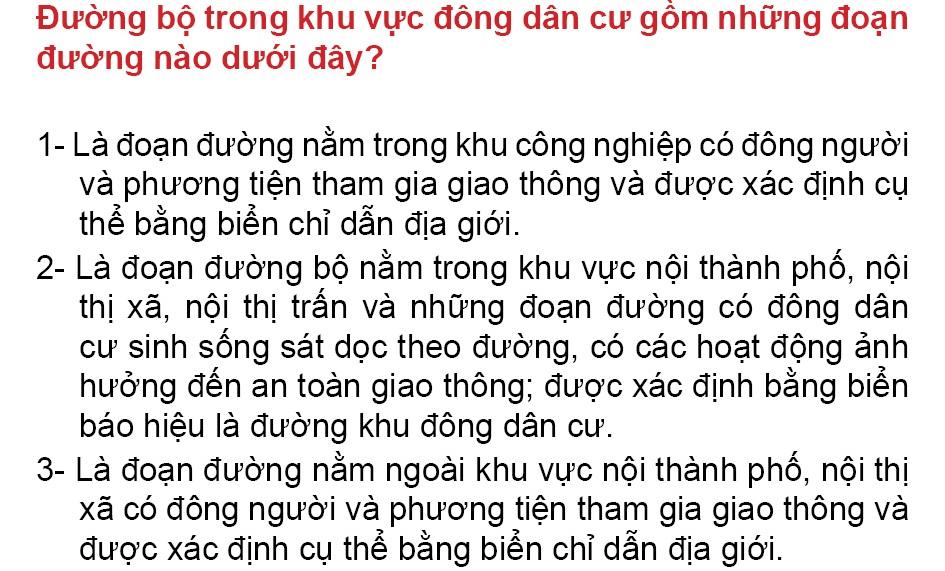 Đường bộ trong khu vực đông dân cư gồm những đoạn
đường nào dưới đây?
1- Là đoạn đường nằm trong khu công nghiệp có đông người
và phương tiện tham gia giao thông và được xác định cụ
thể bằng biển chỉ dẫn địa giới.
2- Là đoạn đường bộ nằm trong khu vực nội thành phố, nội
thị xã, nội thị trấn và những đoạn đường có đông dân
cư sinh sống sát dọc theo đường, có các hoạt động ảnh
hưởng đến an toàn giao thông; được xác định bằng biển
báo hiệu là đường khu đông dân cư.
3- Là đoạn đường nằm ngoài khu vực nội thành phố, nội thị
xã có đông người và phương tiện tham gia giao thông và
được xác định cụ thể bằng biển chỉ dẫn địa giới.